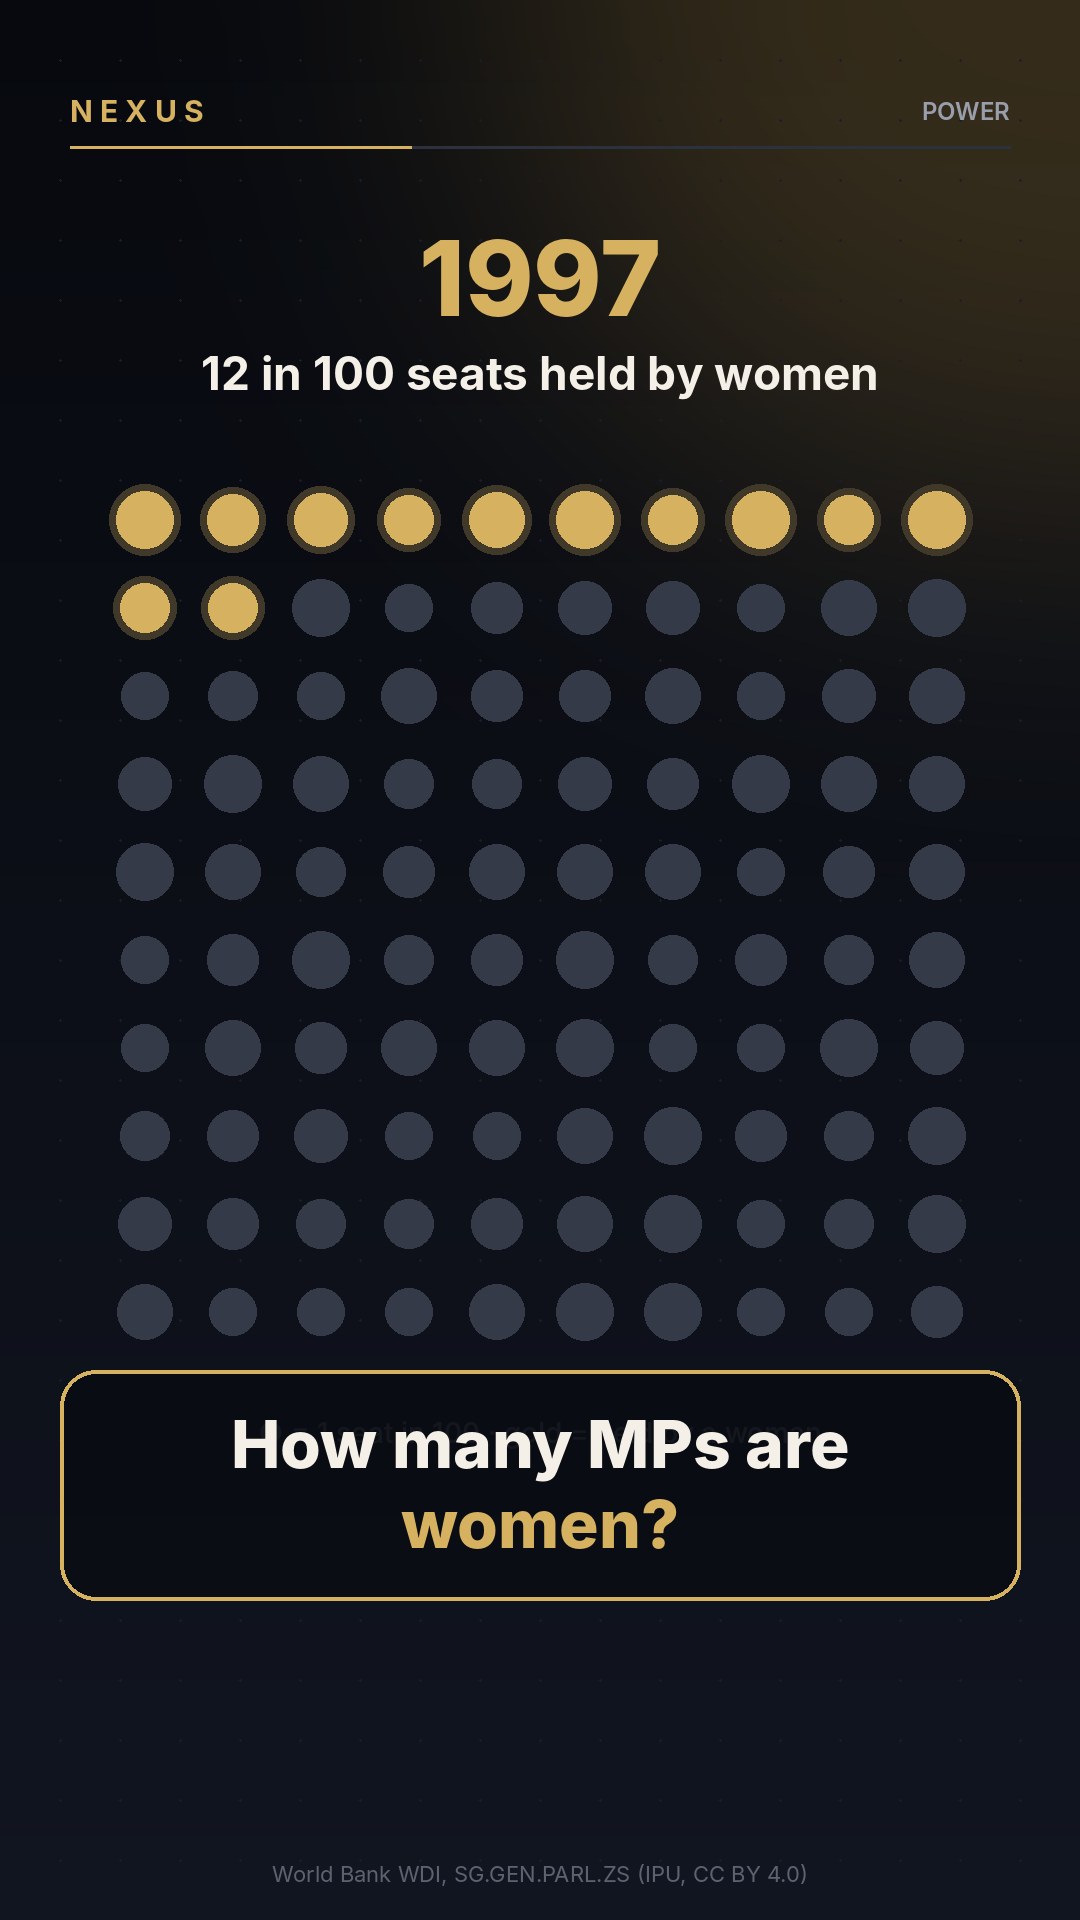 NEXUS
POWER
1997
12 in 100 seats held by women
How many MPs are
women?
World Bank WDI, SG.GEN.PARL.ZS (IPU, CC BY 4.0)